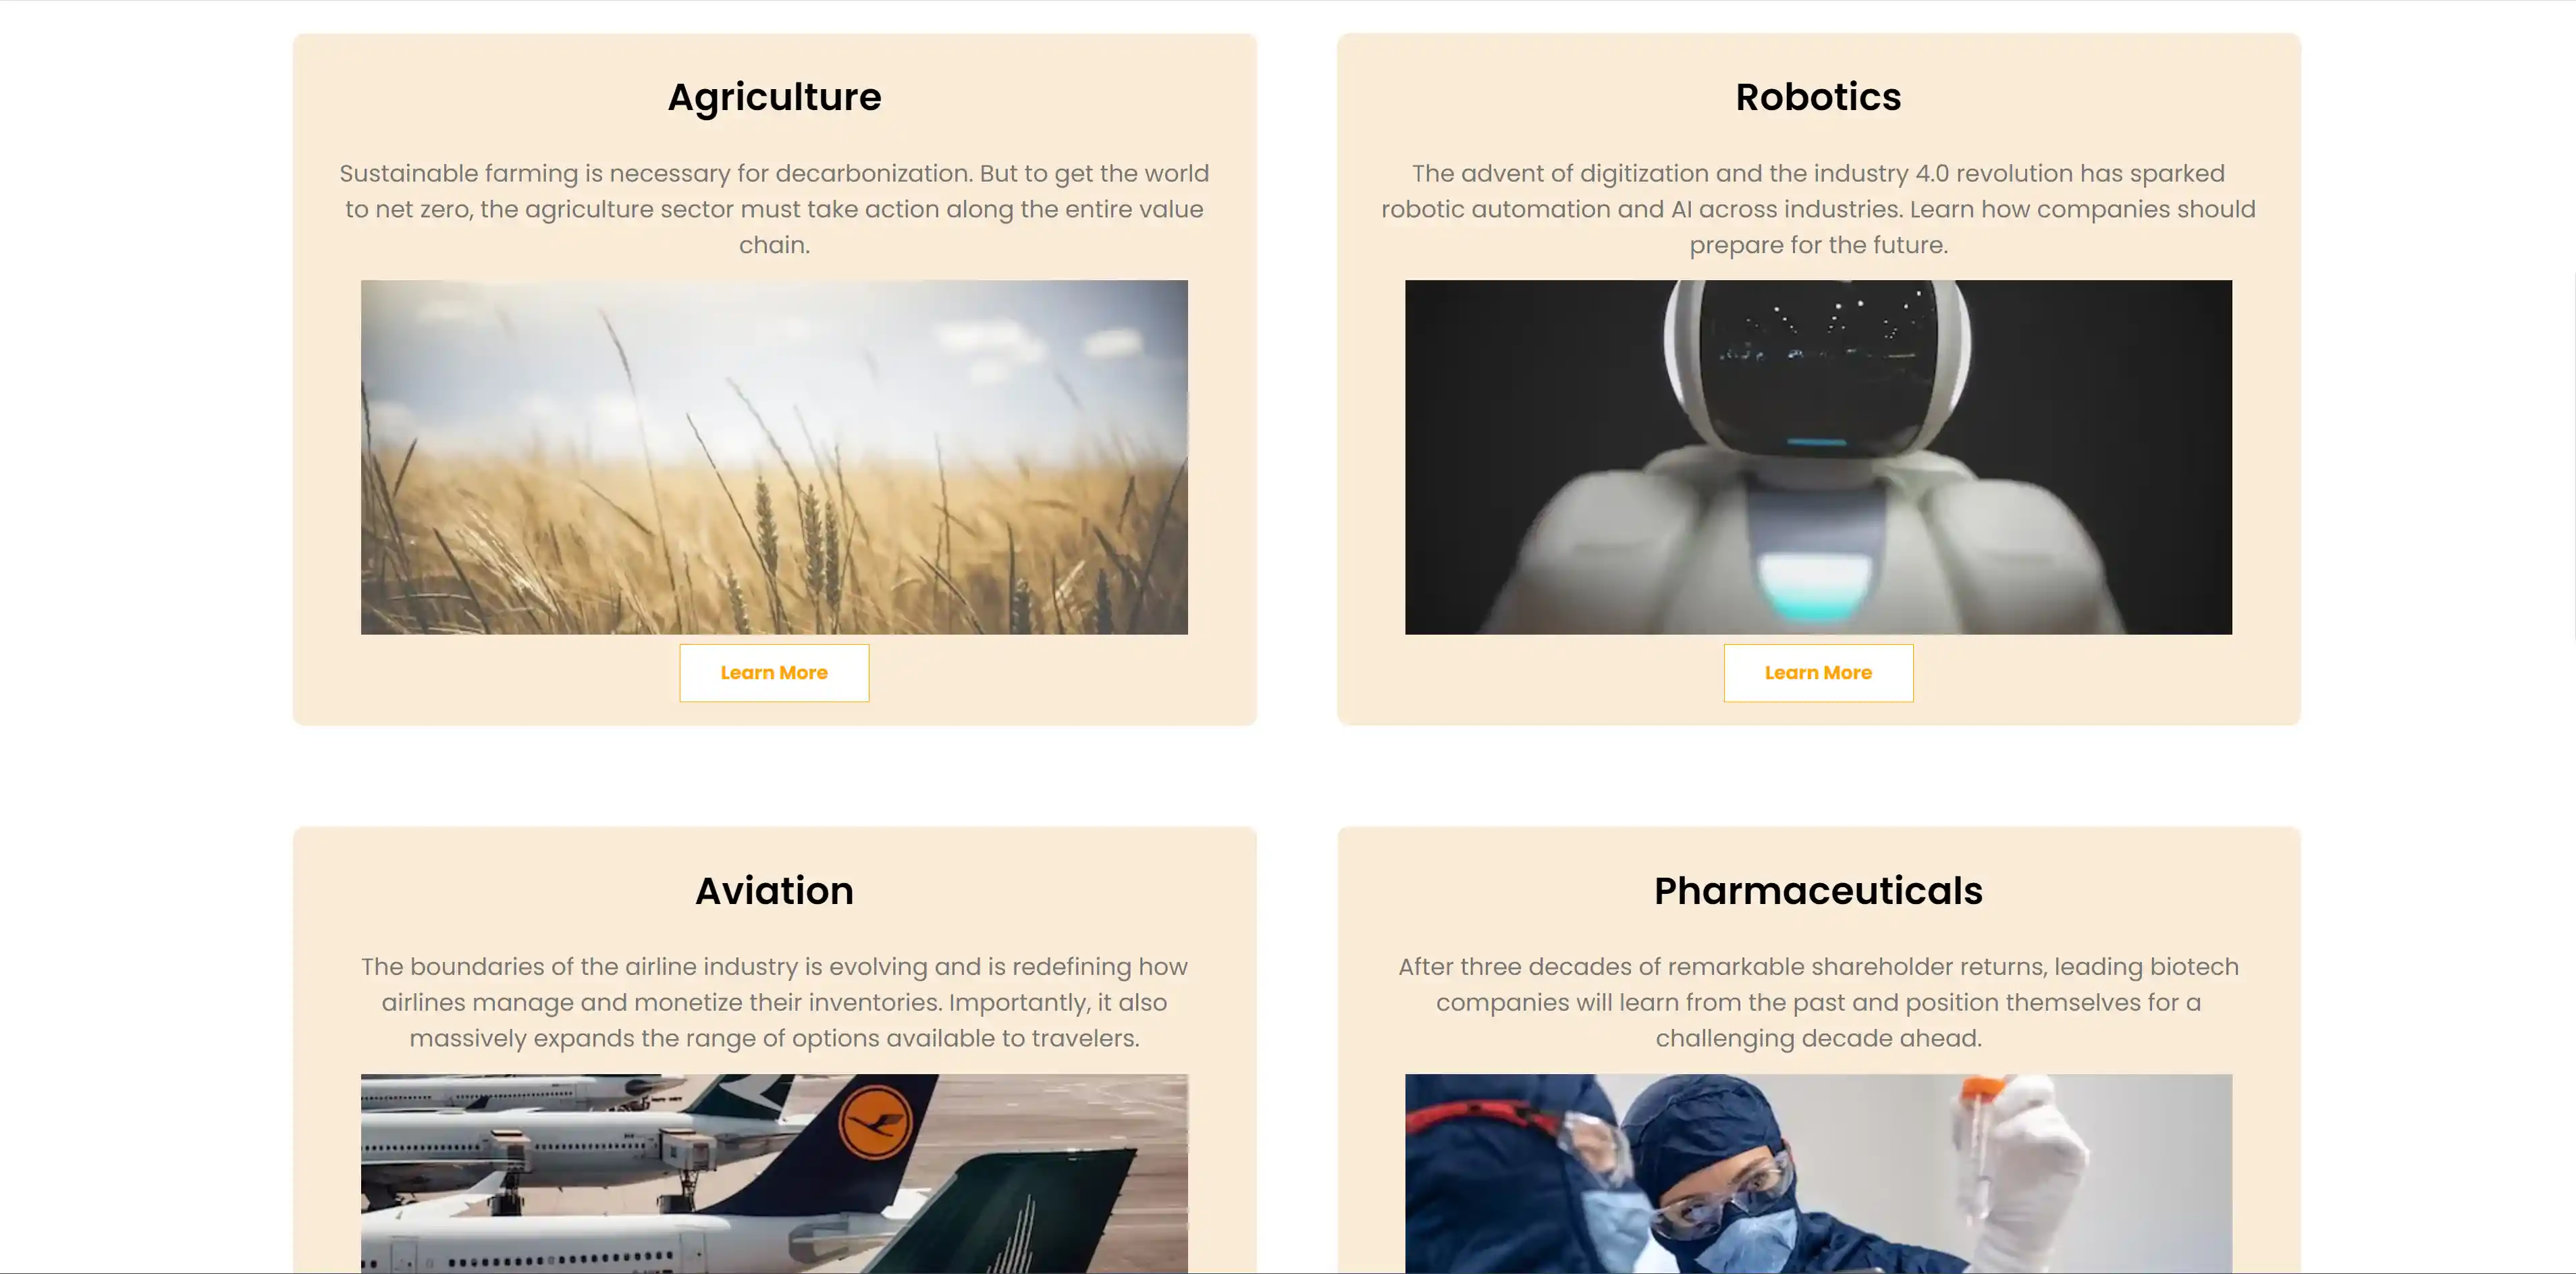 Agriculture
Sustainable farming is necessary for decarbonization. But to get the world
to net zero, the agriculture sector must take action along the entire value
chain.
Learn More
Robotics
The advent of digitization and the industry 4.0 revolution has sparked
robotic automation and AI across industries. Learn how companies should
prepare for the future.
Learn More
Aviation
The boundaries of the airline industry is evolving and is redefining how
airlines manage and monetize their inventories. Importantly, it also
massively expands the range of options available to travelers.
Pharmaceuticals
After three decades of remarkable shareholder returns, leading biotech
companies will learn from the past and position themselves for a
challenging decade ahead.